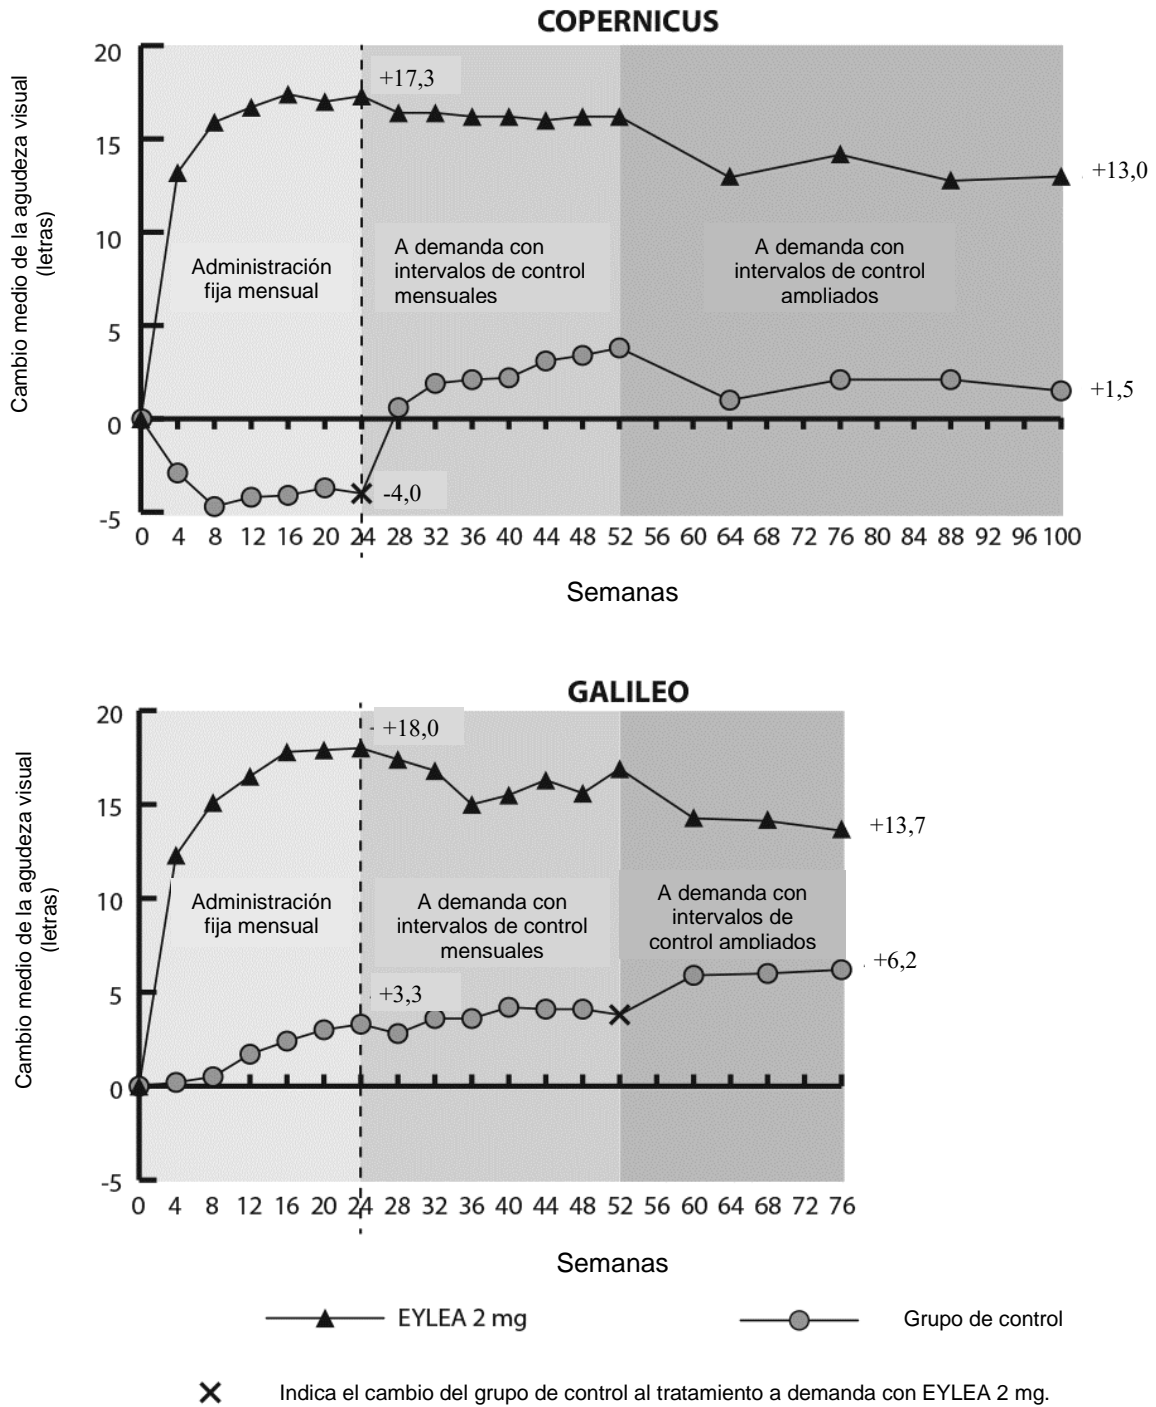 COPERNICUS
Cambio medio de la agudeza visual
(letras)
20
15
10
5
0
-5
+17,3
+13,0
Administración
fija mensual
A demanda con
intervalos de control
mensuales
A demanda con
intervalos de control
ampliados
+1,5
-4,0
0 4 8 12 16 20 24 28 32 36 40 44 48 52 56 60 64 68 72 76 80 84 88 92 96 100
Semanas
GALILEO
Cambio medio de la agudeza visual
(letras)
20
15
10
5
0
-5
+18,0
+13,7
Administración
fija mensual
A demanda con
intervalos de control
mensuales
A demanda con
intervalos de
control ampliados
+6,2
+3,3
0 4 8 12 16 20 24 28 32 36 40 44 48 52 56 60 64 68 72 76
Semanas
EYLEA 2 mg
Grupo de control
Indica el cambio del grupo de control al tratamiento a demanda con EYLEA 2 mg.